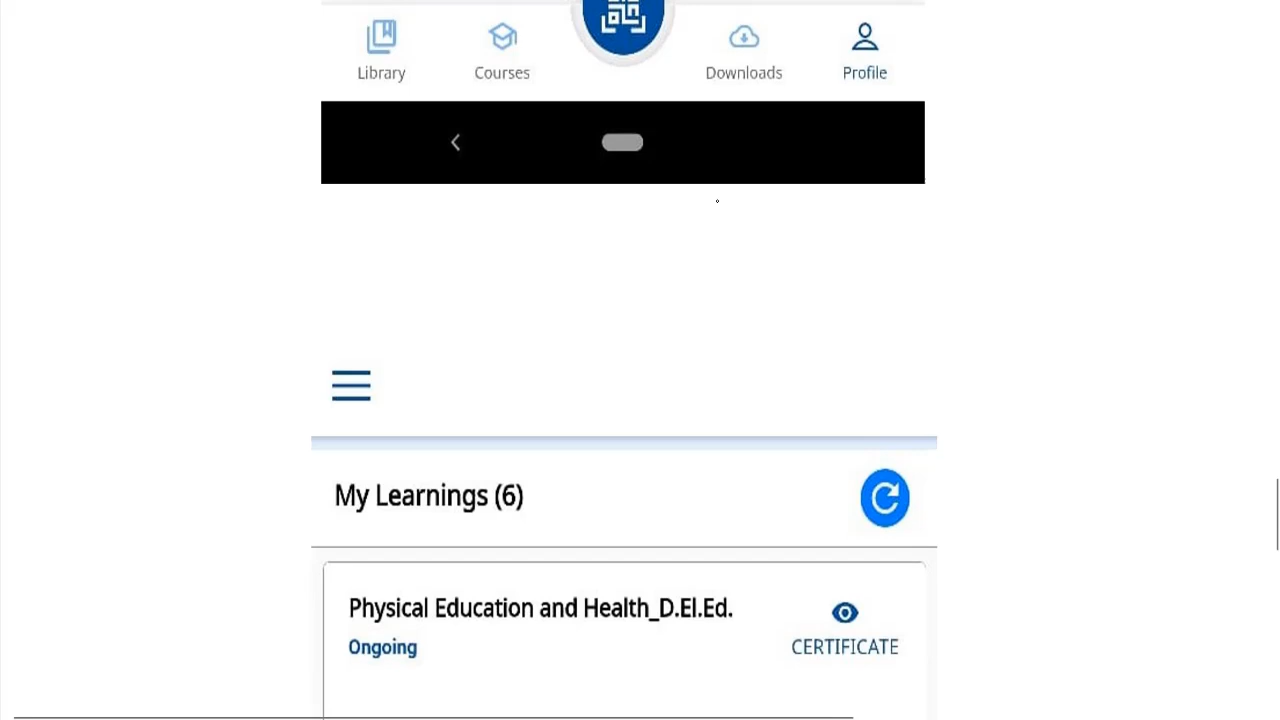 Library Courses Downloads Profile
My Learnings (6)
Physical Education and Health_D.El.Ed.
Ongoing CERTIFICATE